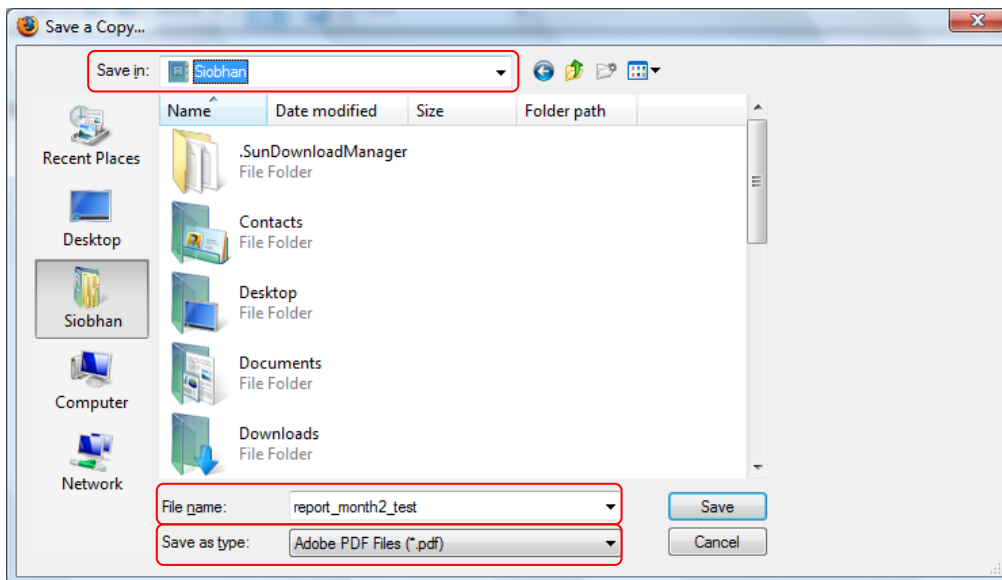 Save a Copy...
Save in: Siobhan
Name Date modified Size Folder path
Recent Places
Desktop
Siobhan
Computer
Network
.SunDownloadManager
File Folder
Contacts
File Folder
Desktop
File Folder
Documents
File Folder
Downloads
File Folder
File name: report_month2_test Save
Save as type: Adobe PDF Files (*.pdf) Cancel